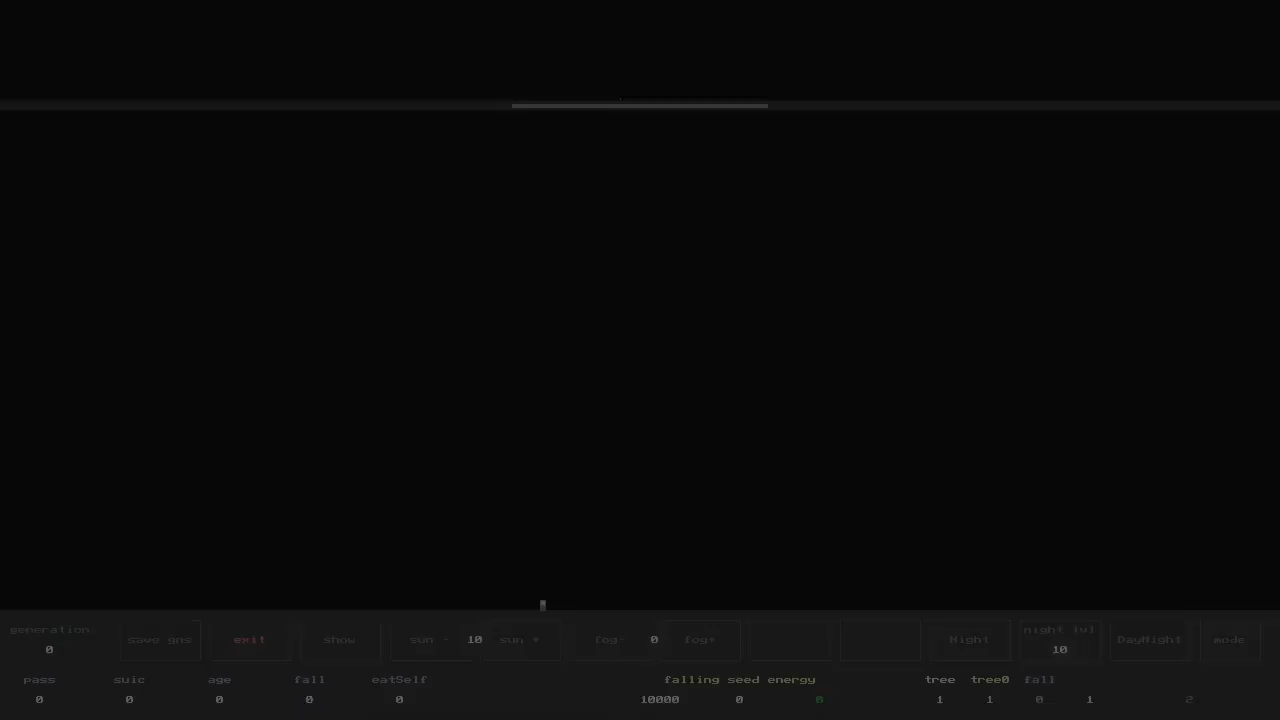 generation
0
save gns exit show sun - 10 sun + fog- 0 fog+ Night
night lvl
10
DayNight mode
pass suic age fall eatSelf falling seed energy tree tree0 fall
0 0 0 0 0 10000 0 1 1 0 1 2